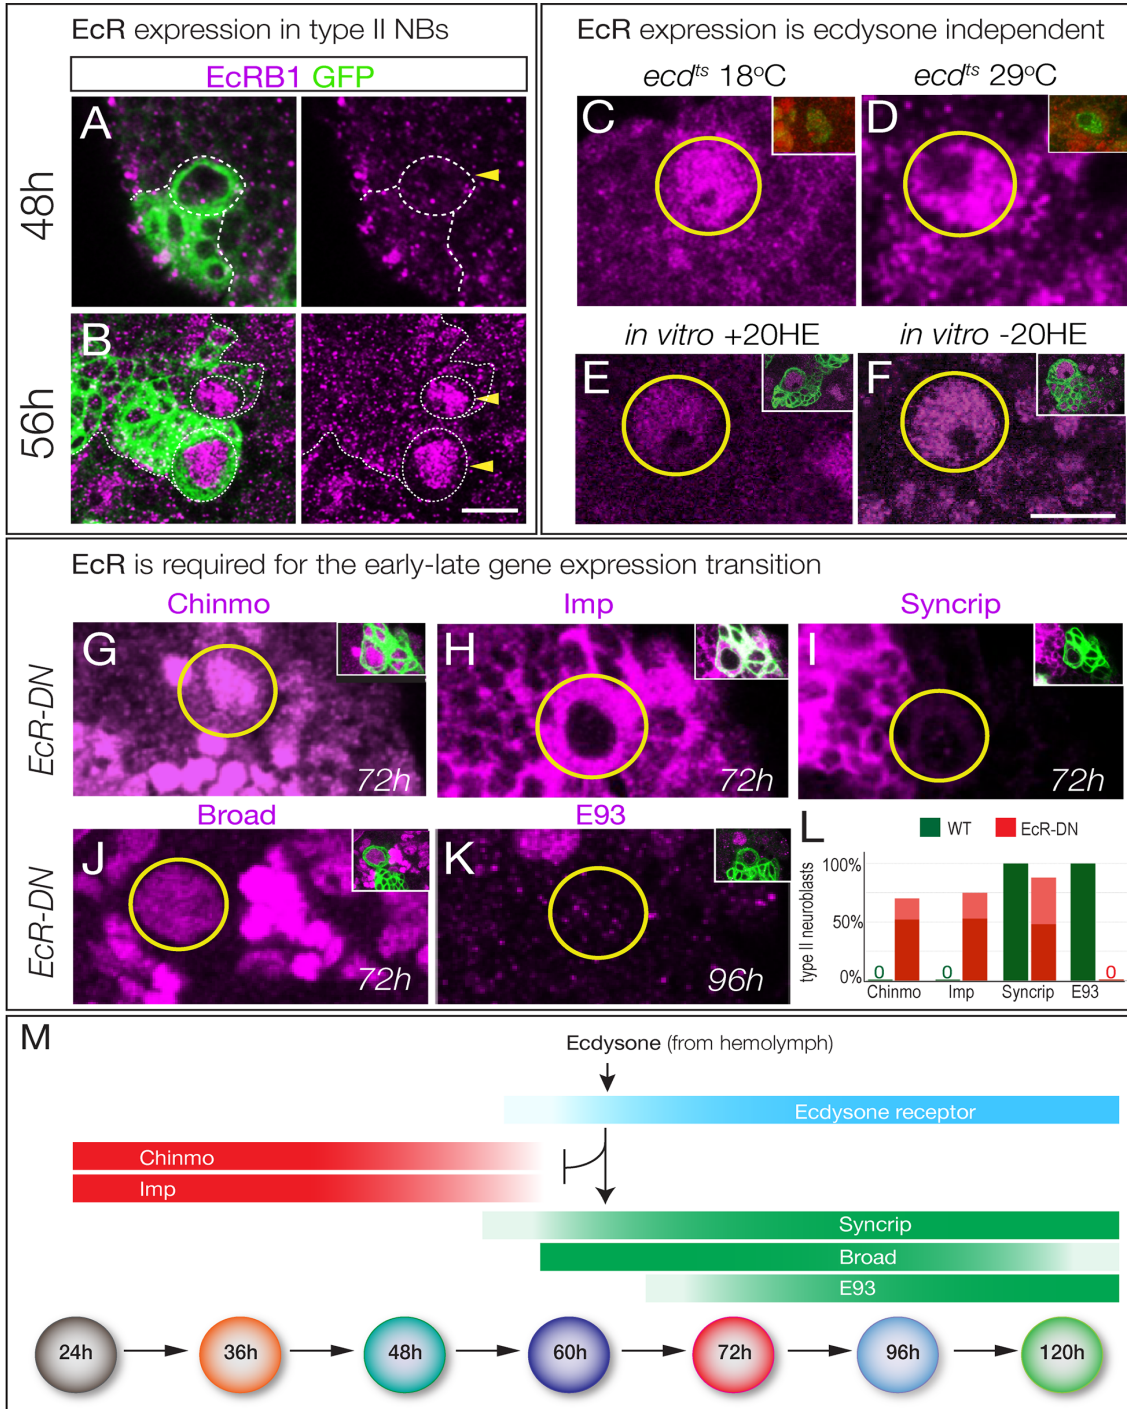 EcR expression in type II NBs
EcRB1 GFP
48h
A
56h
B
EcR expression is ecdysone independent
ecdts 18oC
ecdts 29oC
C
D
in vitro +20HE
in vitro -20HE
E
F
EcR is required for the early-late gene expression transition
Chinmo
Imp
Syncrip
EcR-DN
G
72h
H
72h
I
72h
Broad
E93
EcR-DN
J
72h
K
96h
L
WT
EcR-DN
type II neuroblasts
100%
50%
0%
0
0
0
Chinmo
Imp
Syncrip
E93
M
Ecdysone (from hemolymph)
Ecdysone receptor
Chinmo
Imp
Syncrip
Broad
E93
24h
36h
48h
60h
72h
96h
120h